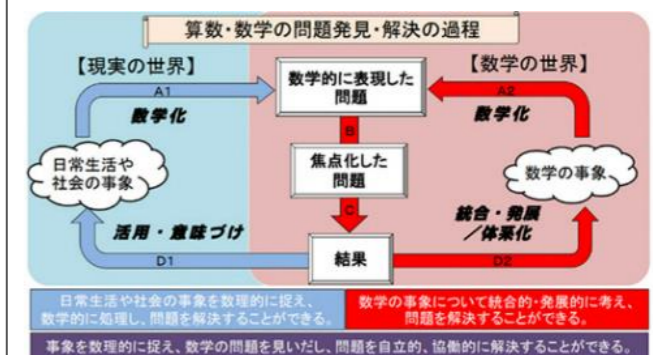 算数・数学の問題発見・解決の過程
【現実の世界】
【数学の世界】
A1
数学化
数学的に表現した
問題
A2
数学化
B
日常生活や
社会の事象
焦点化した
問題
数学の事象
C
活用・意味づけ
統合・発展
／体系化
D1
結果
D2
日常生活や社会の事象を数理的に捉え、
数学的に処理し、問題を解決することができる。
数学の事象について統合的・発展的に考え、
問題を解決することができる。
事象を数理的に捉え、数学の問題を見いだし、問題を自立的、協働的に解決することができる。